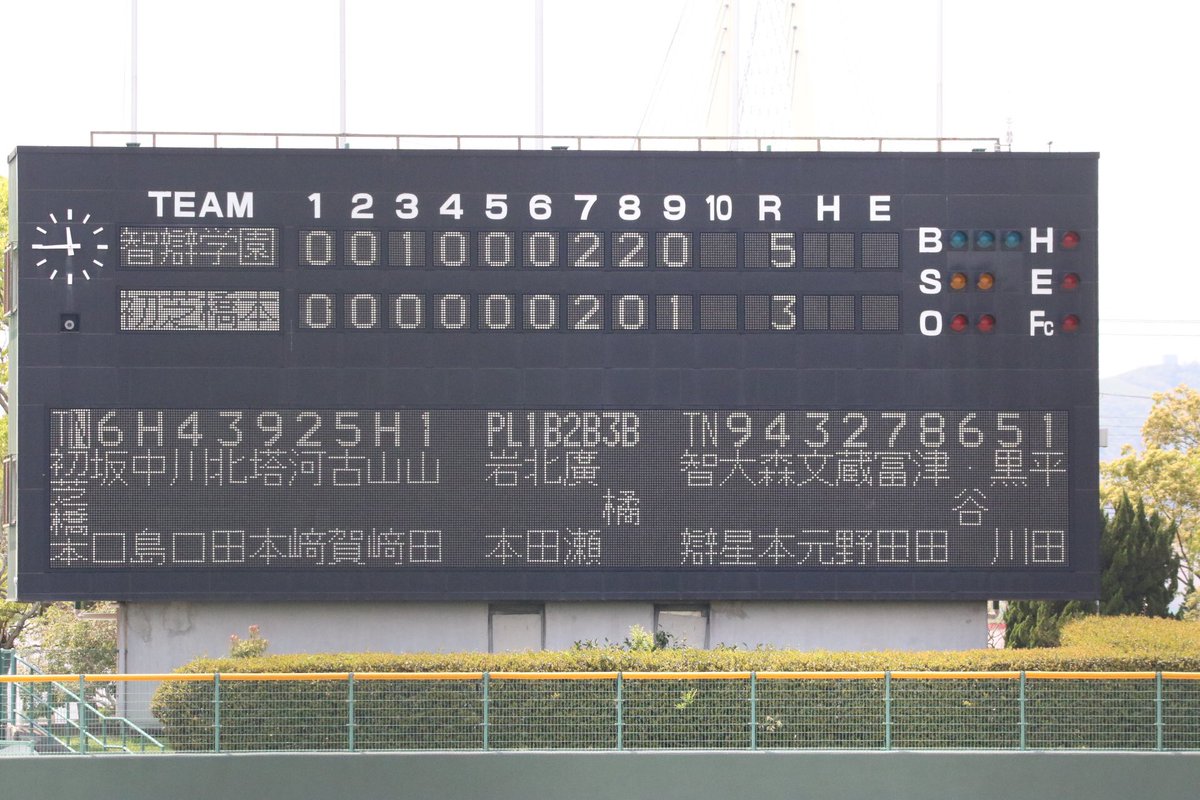 TEAM 1 2 3 4 5 6 7 8 9 10 R H E
智辯学園 0 0 1 0 0 0 2 2 0 5
初芝橋本 0 0 0 0 0 0 2 0 1 3
B H
S E
O Fc
TN 6 H 4 3 9 2 5 H 1
初芝橋本
坂口
中島
川口
北田
塔本
河﨑
古賀
山﨑
山田
PL 1B 2B 3B
岩本
北田
廣瀬
橘
TN 9 4 3 2 7 8 6 5 1
智辯
大星
森本
文元
蔵野
冨田
津田
谷
黒川
平田